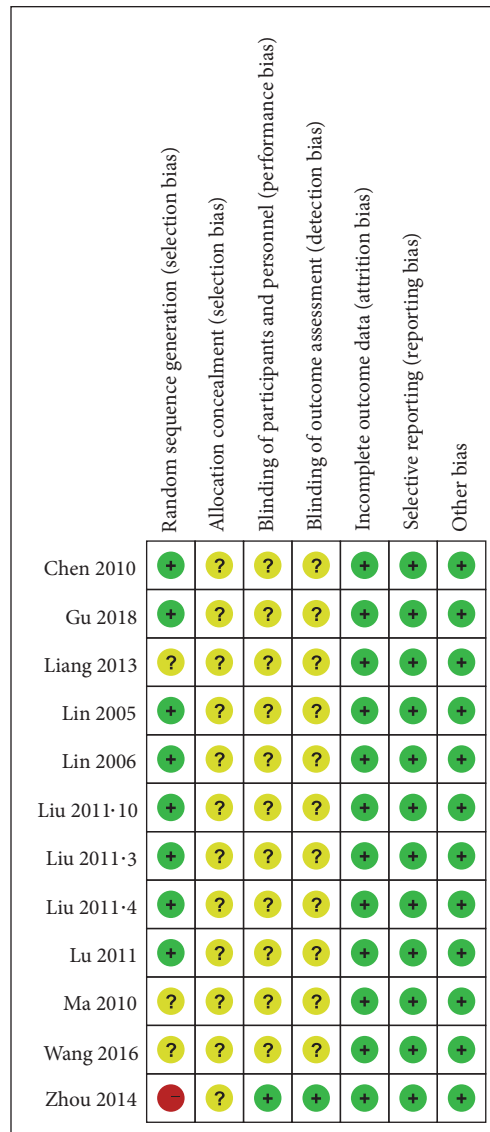 Random sequence generation (selection bias)
Allocation concealment (selection bias)
Blinding of participants and personnel (performance bias)
Blinding of outcome assessment (detection bias)
Incomplete outcome data (attrition bias)
Selective reporting (reporting bias)
Other bias
Chen 2010 + ? ? ? + + +
Gu 2018 + ? ? ? + + +
Liang 2013 ? ? ? ? + + +
Lin 2005 + ? ? ? + + +
Lin 2006 + ? ? ? + + +
Liu 2011·10 + ? ? ? + + +
Liu 2011·3 + ? ? ? + + +
Liu 2011·4 + ? ? ? + + +
Lu 2011 + ? ? ? + + +
Ma 2010 ? ? ? ? + + +
Wang 2016 ? ? ? ? + + +
Zhou 2014 – ? + + + + +